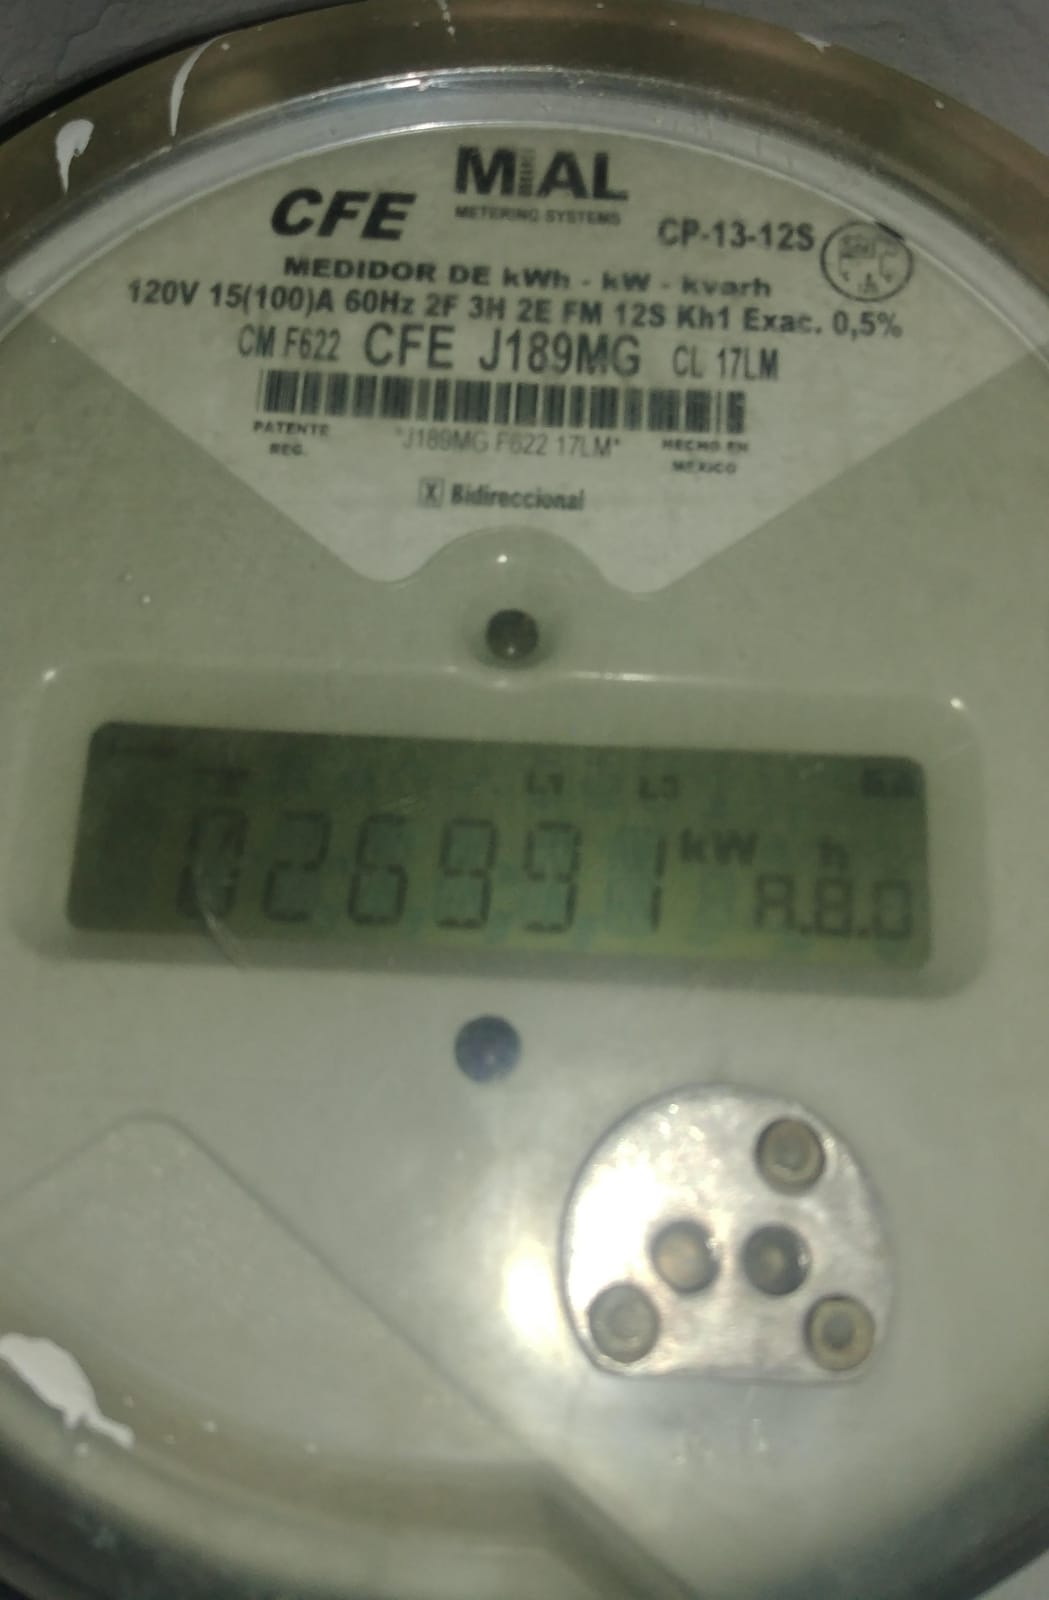 MIAL
METERING SYSTEMS
CFE
CP-13-12S
MEDIDOR DE kWh - kW - kvarh
120V 15(100)A 60Hz 2F 3H 2E FM 12S Kh1 Exac. 0,5%
CM F622 CFE J189MG CL 17LM
PATENTE
REG.
*J189MG F622 17LM*
HECHO EN
MEXICO
X Bidireccional
L1 L3
026991 kW h
A.8.0